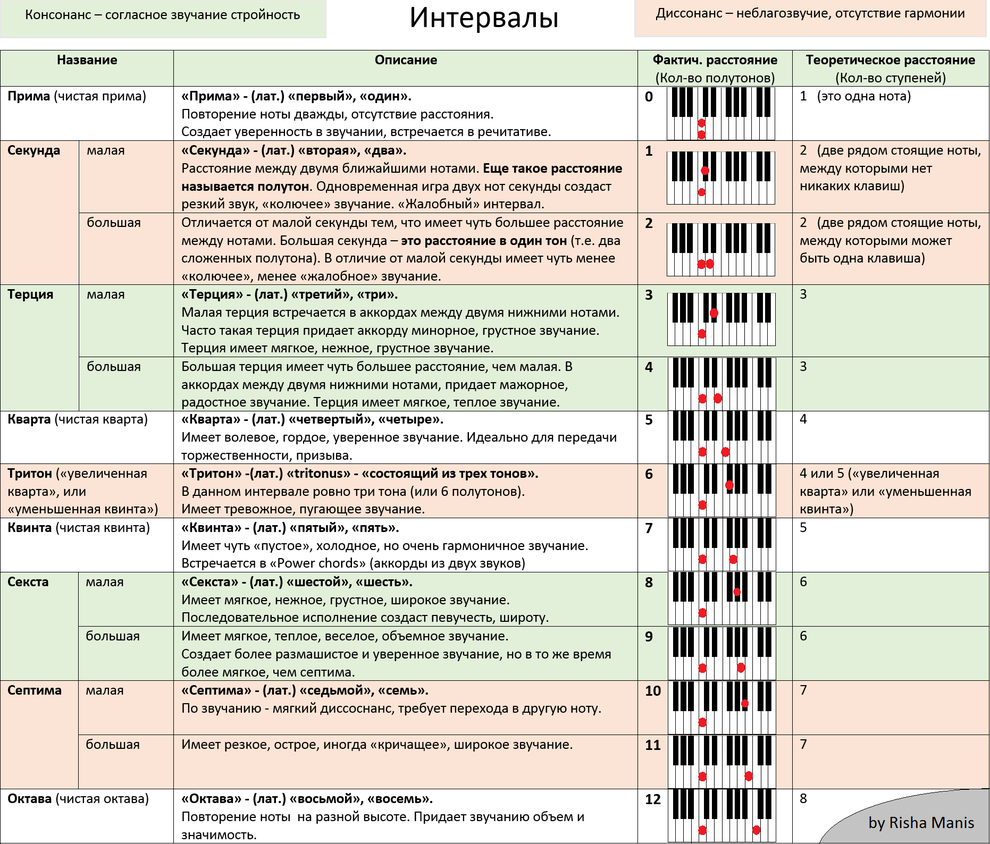 Консонанс – согласное звучание стройность
Интервалы
Диссонанс – неблагозвучие, отсутствие гармонии
Название
Описание
Фактич. расстояние
(Кол-во полутонов)
Теоретическое расстояние
(Кол-во ступеней)
Прима (чистая прима)
«Прима» - (лат.) «первый», «один».
Повторение ноты дважды, отсутствие расстояния.
Создает уверенность в звучании, встречается в речитативе.
0
1 (это одна нота)
Секунда
малая
«Секунда» - (лат.) «вторая», «два».
Расстояние между двумя ближайшими нотами. Еще такое расстояние
называется полутон. Одновременная игра двух нот секунды создаст
резкий звук, «колючее» звучание. «Жалобный» интервал.
1
2 (две рядом стоящие ноты,
между которыми нет
никаких клавиш)
большая
Отличается от малой секунды тем, что имеет чуть большее расстояние
между нотами. Большая секунда – это расстояние в один тон (т.е. два
сложенных полутона). В отличие от малой секунды имеет чуть менее
«колючее», менее «жалобное» звучание.
2
2 (две рядом стоящие ноты,
между которыми может
быть одна клавиша)
Терция
малая
«Терция» - (лат.) «третий», «три».
Малая терция встречается в аккордах между двумя нижними нотами.
Часто такая терция придает аккорду минорное, грустное звучание.
Терция имеет мягкое, нежное, грустное звучание.
3
3
большая
Большая терция имеет чуть большее расстояние, чем малая. В
аккордах между двумя нижними нотами, придает мажорное,
радостное звучание. Терция имеет мягкое, теплое звучание.
4
3
Кварта (чистая кварта)
«Кварта» - (лат.) «четвертый», «четыре».
Имеет волевое, гордое, уверенное звучание. Идеально для передачи
торжественности, призыва.
5
4
Тритон («увеличенная
кварта», или
«уменьшенная квинта»)
«Тритон» -(лат.) «tritonus» - «состоящий из трех тонов».
В данном интервале ровно три тона (или 6 полутонов).
Имеет тревожное, пугающее звучание.
6
4 или 5 («увеличенная
кварта» или «уменьшенная
квинта»)
Квинта (чистая квинта)
«Квинта» - (лат.) «пятый», «пять».
Имеет чуть «пустое», холодное, но очень гармоничное звучание.
Встречается в «Power chords» (аккорды из двух звуков)
7
5
Секста
малая
«Секста» - (лат.) «шестой», «шесть».
Имеет мягкое, нежное, грустное, широкое звучание.
Последовательное исполнение создаст певучесть, широту.
8
6
большая
Имеет мягкое, теплое, веселое, объемное звучание.
Создает более размашистое и уверенное звучание, но в то же время
более мягкое, чем септима.
9
6
Септима
малая
«Септима» - (лат.) «седьмой», «семь».
По звучанию - мягкий диссоснанс, требует перехода в другую ноту.
10
7
большая
Имеет резкое, острое, иногда «кричащее», широкое звучание.
11
7
Октава (чистая октава)
«Октава» - (лат.) «восьмой», «восемь».
Повторение ноты на разной высоте. Придает звучанию объем и
значимость.
12
8
by Risha Manis